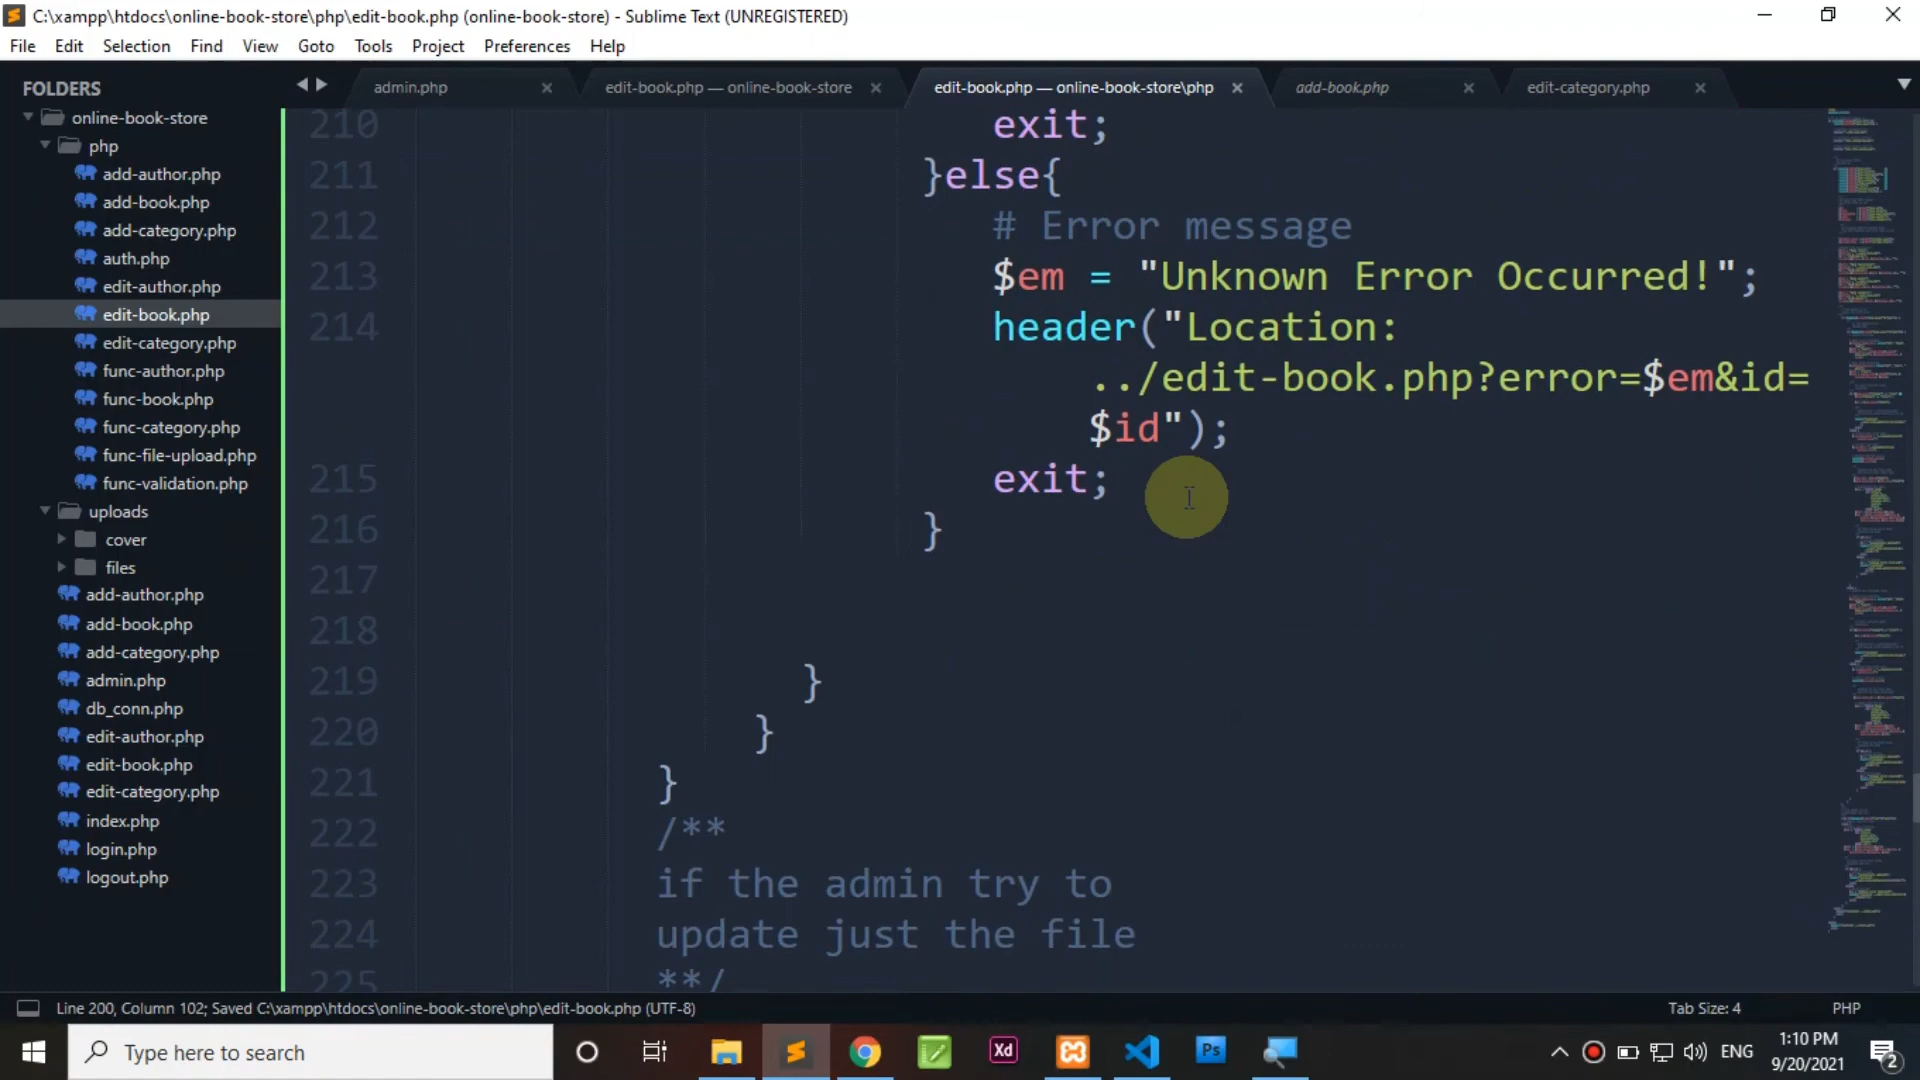 C:\xampp\htdocs\online-book-store\php\edit-book.php (online-book-store) - Sublime Text (UNREGISTERED)
File Edit Selection Find View Goto Tools Project Preferences Help
FOLDERS
online-book-store
php
add-author.php
add-book.php
add-category.php
auth.php
edit-author.php
edit-book.php
edit-category.php
func-author.php
func-book.php
func-category.php
func-file-upload.php
func-validation.php
uploads
cover
files
add-author.php
add-book.php
add-category.php
admin.php
db_conn.php
edit-author.php
edit-book.php
edit-category.php
index.php
login.php
logout.php
admin.php edit-book.php — online-book-store edit-book.php — online-book-store\php add-book.php edit-category.php
210 exit;
211 }else{
212 # Error message
213 $em = "Unknown Error Occurred!";
214 header("Location:
../edit-book.php?error=$em&id=
$id");
215 exit;
216 }
217
218
219 }
220 }
221 }
222 /**
223 if the admin try to
224 update just the file
225 **/
Line 200, Column 102; Saved C:\xampp\htdocs\online-book-store\php\edit-book.php (UTF-8) Tab Size: 4 PHP
Type here to search
Xd
Ps
ENG
1:10 PM
9/20/2021
2